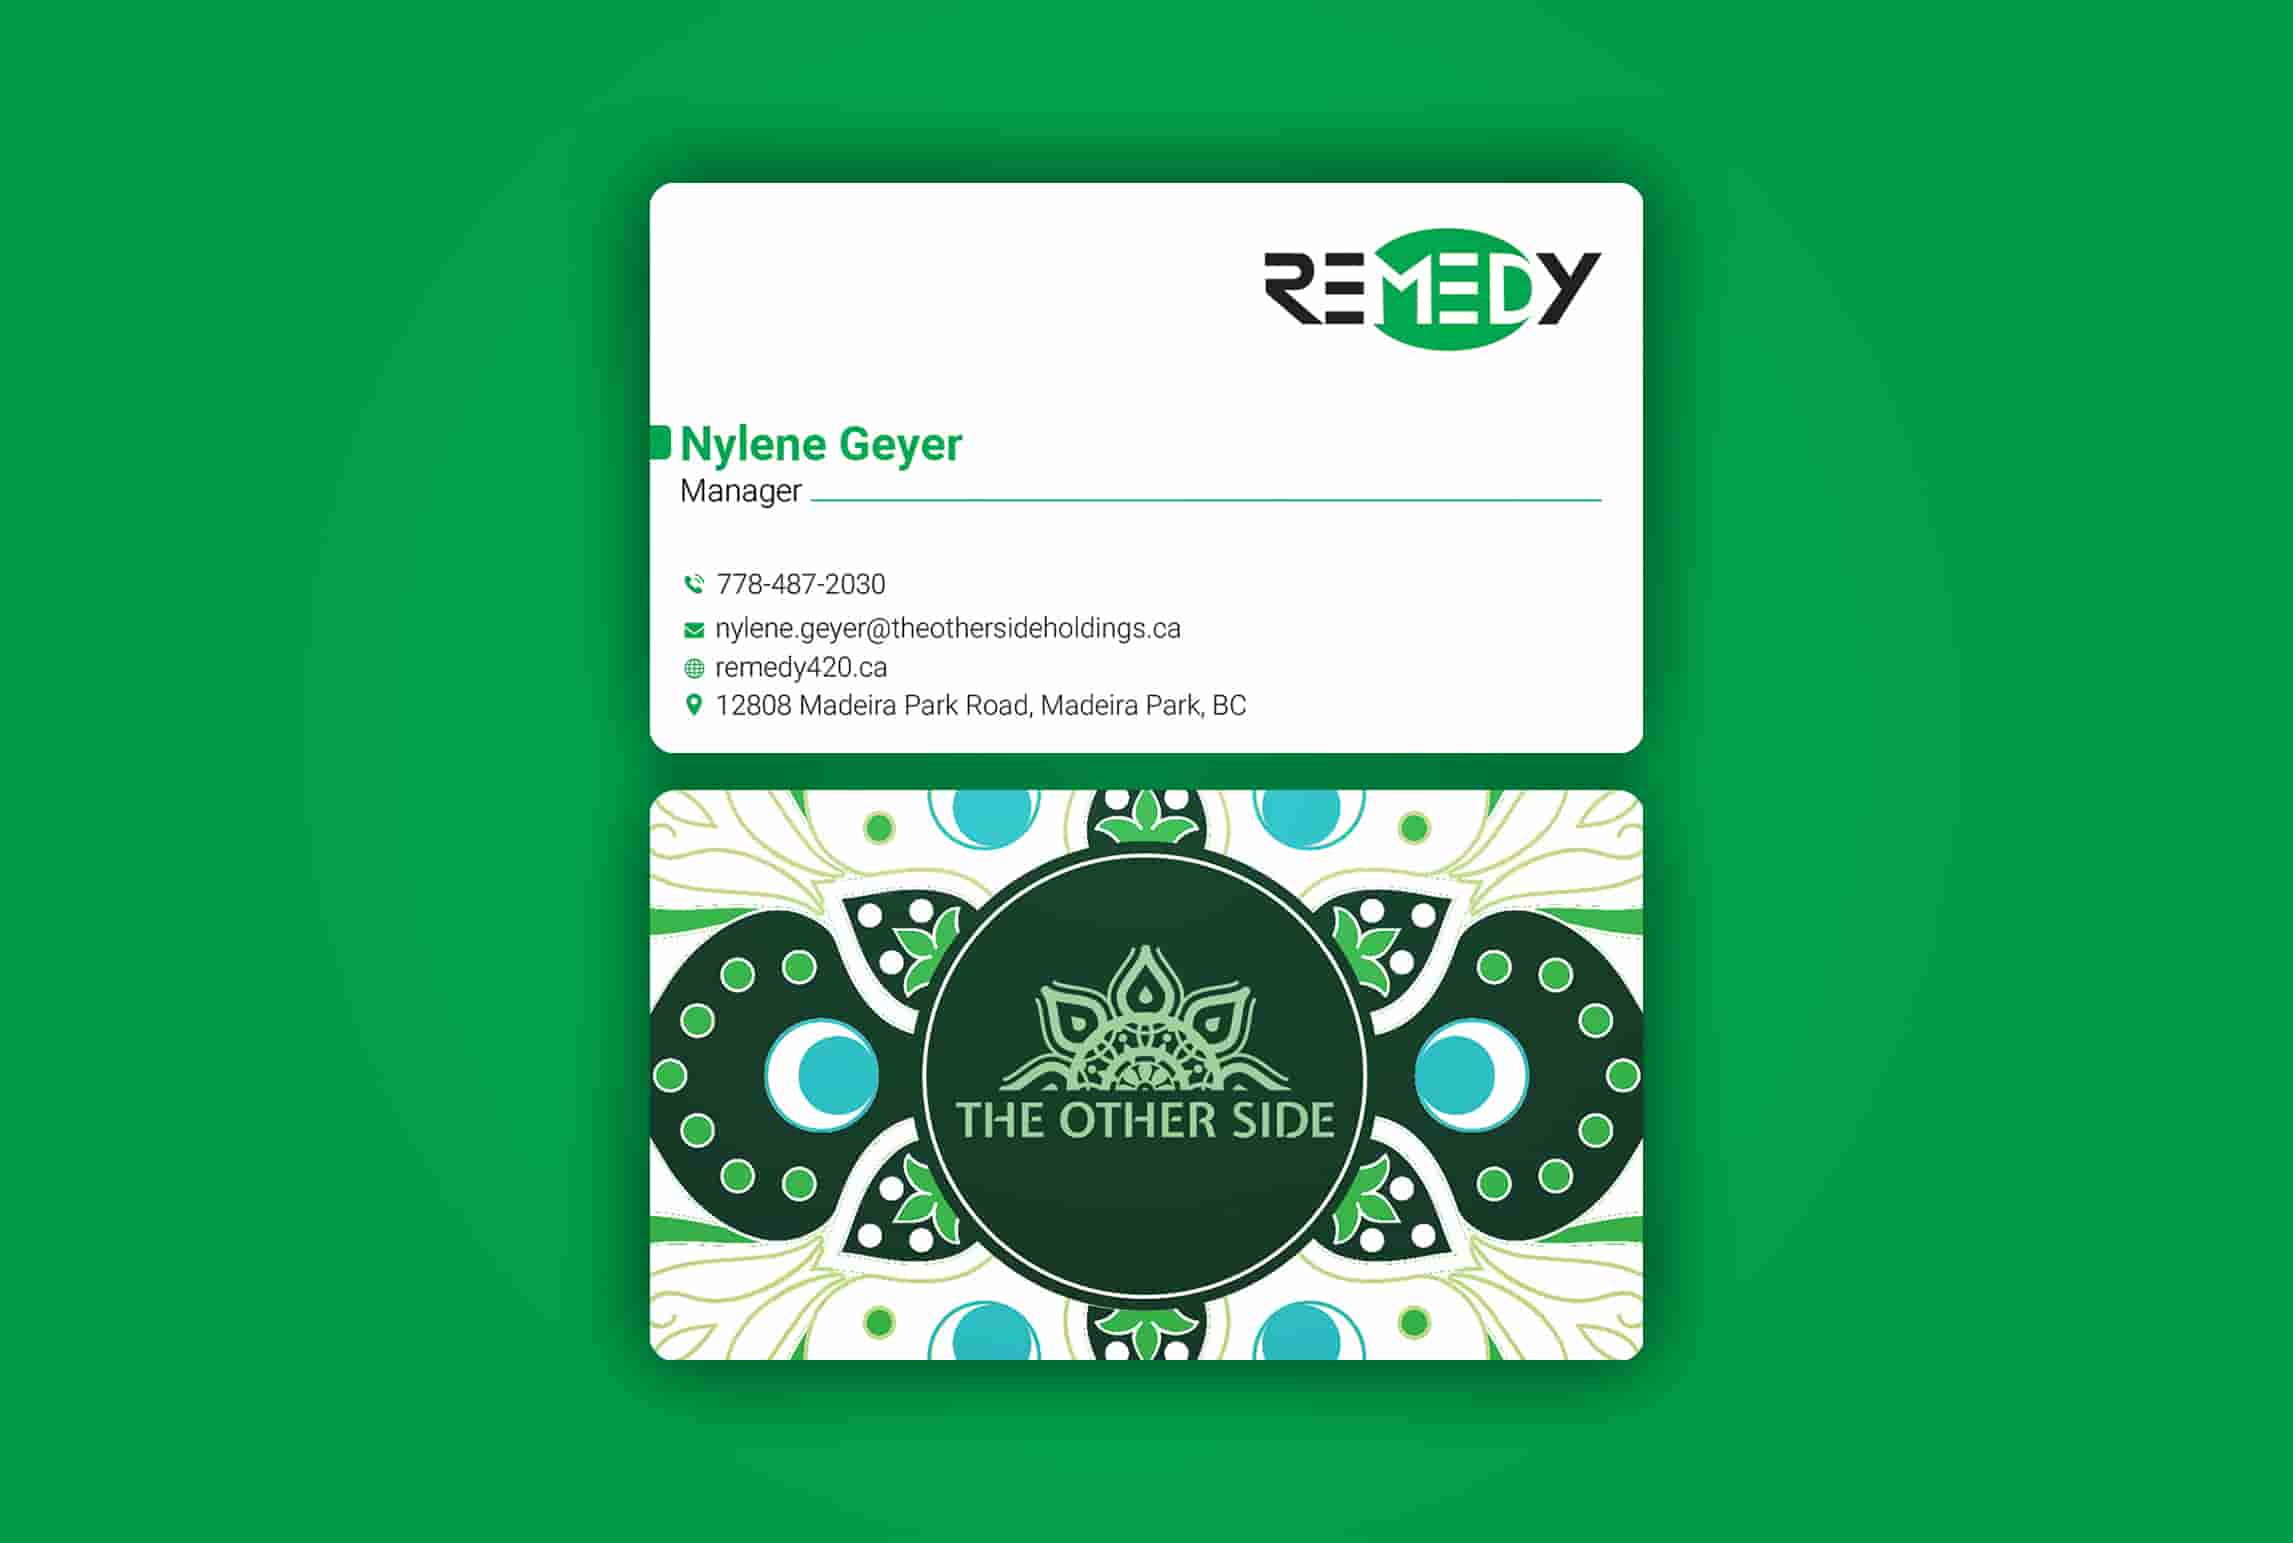 REMEDY
Nylene Geyer
Manager
778-487-2030
nylene.geyer@theothersideholdings.ca
remedy420.ca
12808 Madeira Park Road, Madeira Park, BC
THE OTHER SIDE